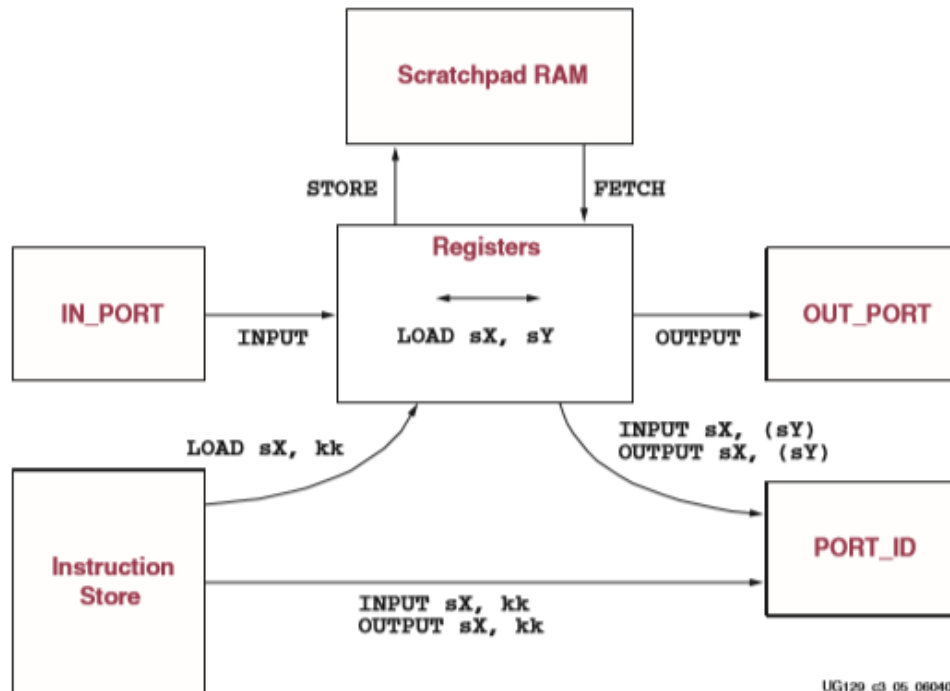 Scratchpad RAM
STORE
FETCH
Registers
IN_PORT
INPUT
LOAD sX, sY
OUTPUT
OUT_PORT
LOAD sX, kk
INPUT sX, (sY)
OUTPUT sX, (sY)
Instruction
Store
PORT_ID
INPUT sX, kk
OUTPUT sX, kk
UG129_c3_05_06040